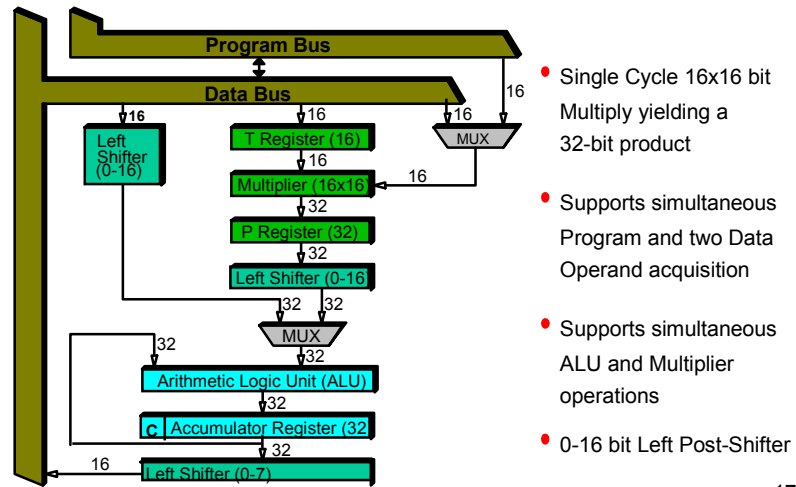 Program Bus
Data Bus
16
16
16
16
Left
Shifter
(0-16)
T Register (16)
MUX
16
16
Multiplier (16x16)
32
P Register (32)
32
Left Shifter (0-16
32
32
MUX
32
32
Arithmetic Logic Unit (ALU)
32
C
Accumulator Register (32
32
16
Left Shifter (0-7)
• Single Cycle 16x16 bit
Multiply yielding a
32-bit product
• Supports simultaneous
Program and two Data
Operand acquisition
• Supports simultaneous
ALU and Multiplier
operations
• 0-16 bit Left Post-Shifter